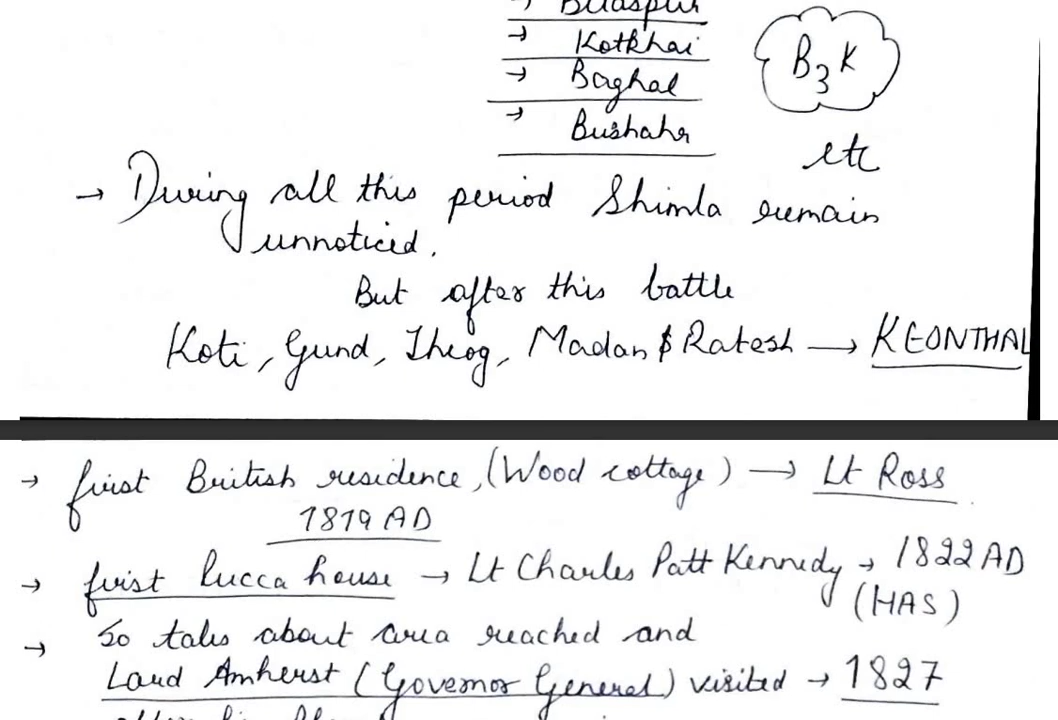 → Bilaspur
→ Kotkhai
→ Baghal
→ Bushahr
B3K
etc
→ During all this period Shimla remain
unnoticed.
But after this battle
Koti, Gund, Theog, Madan & Ratesh → KEONTHAL
→ first British residence, (Wood cottage) → Lt Ross
1819 AD
→ first Pucca house → Lt Charles Patt Kennedy → 1822 AD
(HAS)
→ So tales about area reached and
Lord Amherst (Governor General) visited → 1827